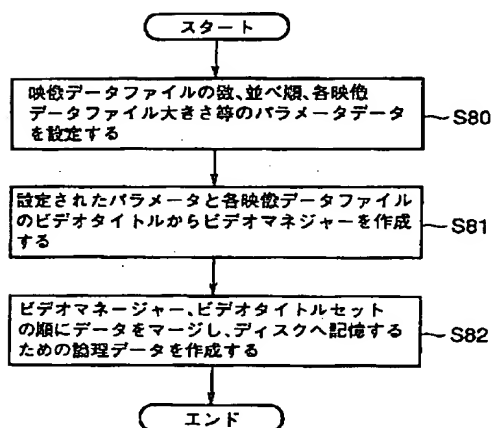 スタート
映像データファイルの数、並べ順、各映像
データファイル大きさ等のパラメータデータ
を設定する
S80
設定されたパラメータと各映像データファイル
のビデオタイトルからビデオマネジャーを作成
する
S81
ビデオマネージャー、ビデオタイトルセット
の順にデータをマージし、ディスクへ記憶する
ための論理データを作成する
S82
エンド